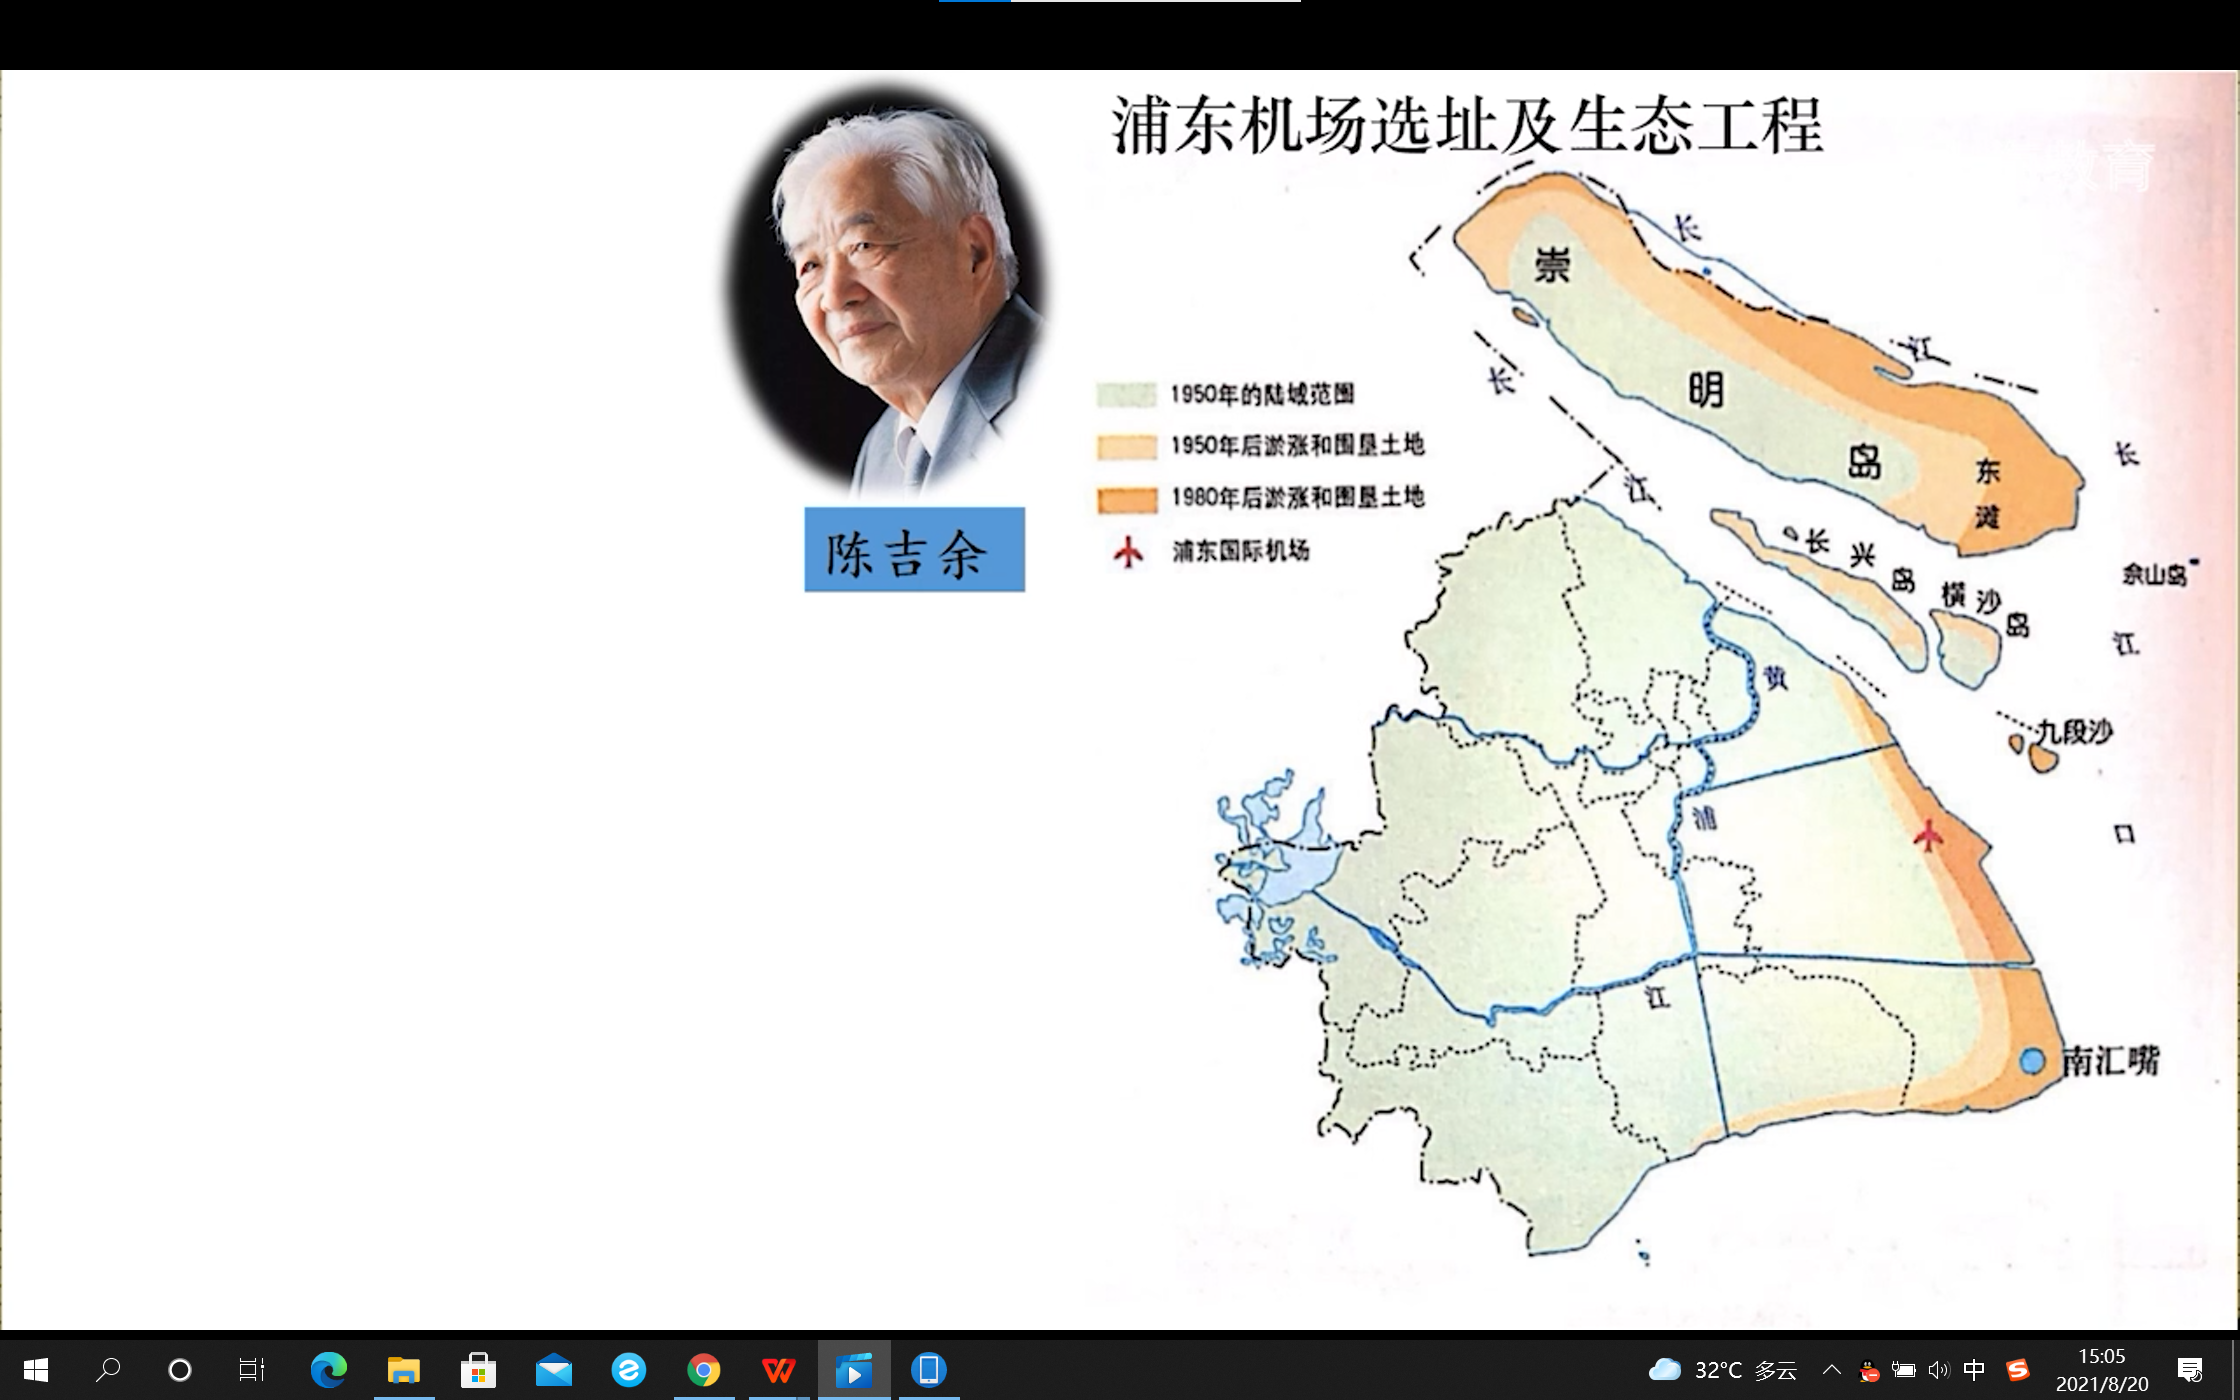 浦东机场选址及生态工程
教育
陈吉余
1950年的陆域范围
1950年后淤涨和围垦土地
1980年后淤涨和围垦土地
浦东国际机场
崇
明
岛
东
滩
长
江
长
江
长
江
口
长
兴
岛
横
沙
岛
佘山岛
九段沙
黄
浦
江
南汇嘴
32°C 多云
中
15:05
2021/8/20